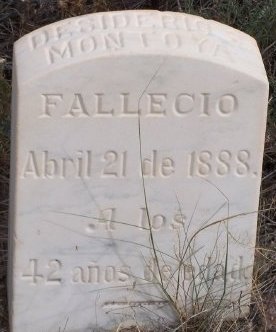 DESIDERIO
MONTOYA
FALLECIO
Abril 21 de 1888.
A los
42 años de edad.